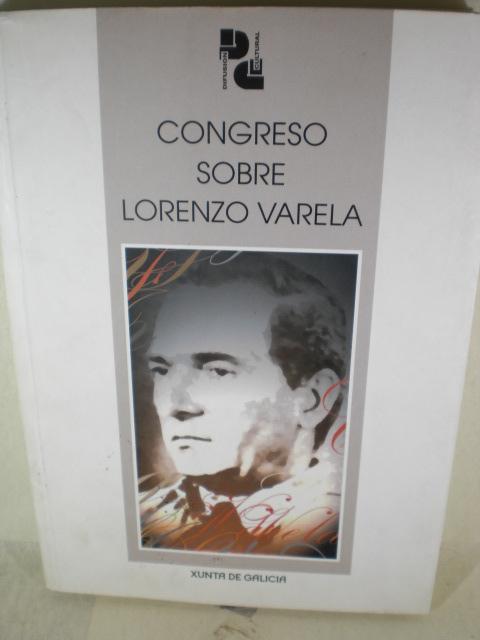 DIFUSIÓN
CULTURAL
CONGRESO
SOBRE
LORENZO VARELA
XUNTA DE GALICIA